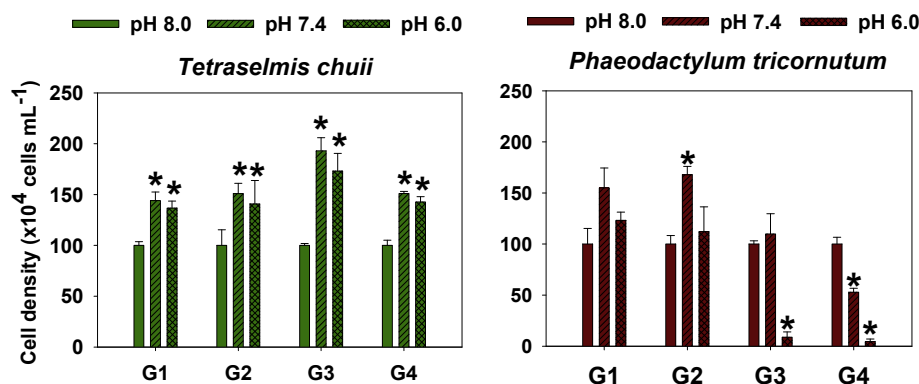 pH 8.0 pH 7.4 pH 6.0
Tetraselmis chuii
Cell density (x10⁻⁴ cells mL⁻¹)
250
200
150
100
50
0
* * * * * * * *
G1 G2 G3 G4
pH 8.0 pH 7.4 pH 6.0
Phaeodactylum tricornutum
250
200
150
100
50
0
* * * *
G1 G2 G3 G4